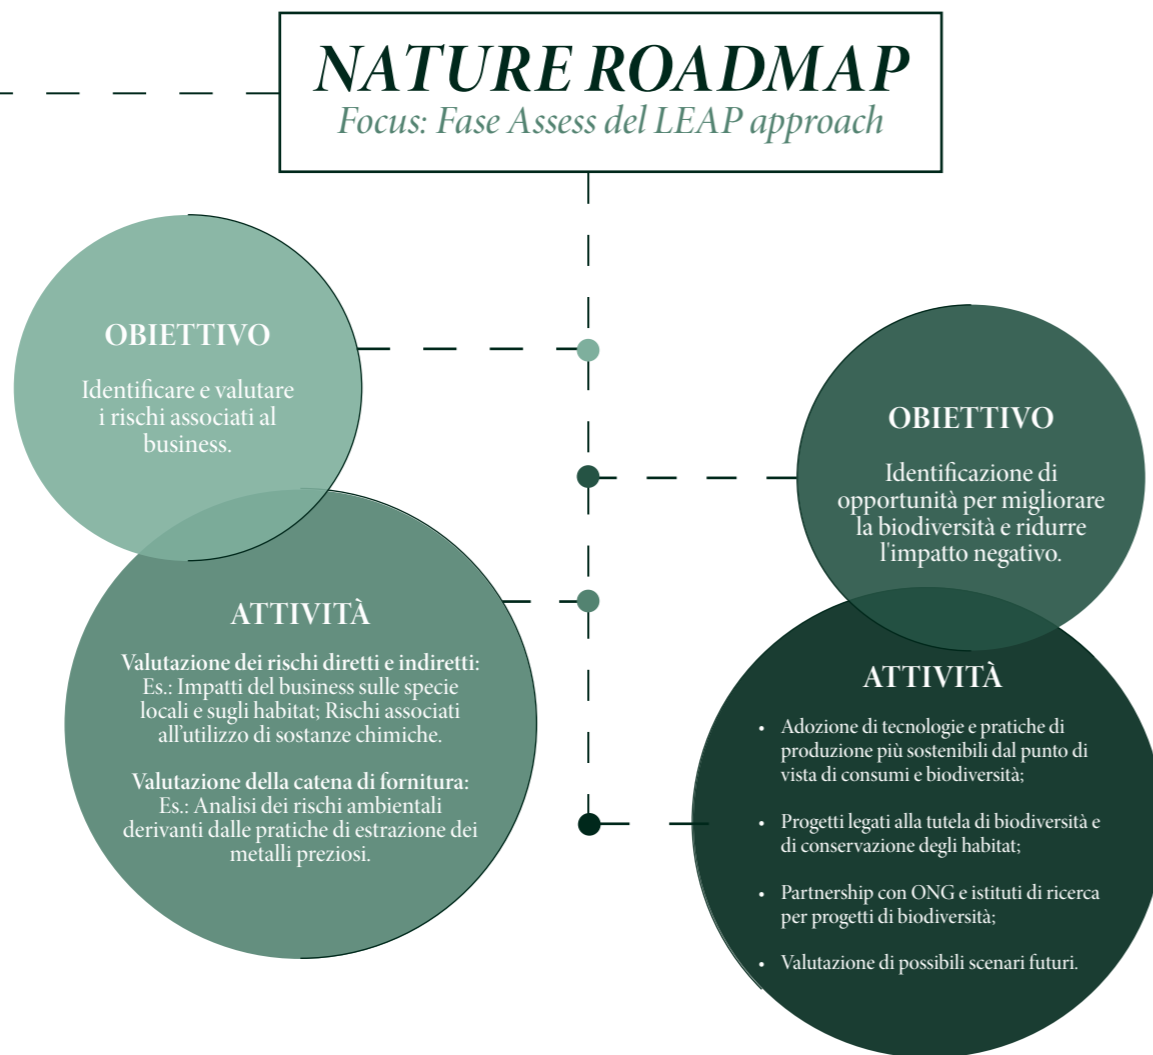 NATURE ROADMAP
Focus: Fase Assess del LEAP approach
OBIETTIVO
Identificare e valutare
i rischi associati al
business.
ATTIVITÀ
Valutazione dei rischi diretti e indiretti:
Es.: Impatti del business sulle specie
locali e sugli habitat; Rischi associati
all'utilizzo di sostanze chimiche.
Valutazione della catena di fornitura:
Es.: Analisi dei rischi ambientali
derivanti dalle pratiche di estrazione dei
metalli preziosi.
OBIETTIVO
Identificazione di
opportunità per migliorare
la biodiversità e ridurre
l'impatto negativo.
ATTIVITÀ
• Adozione di tecnologie e pratiche di
produzione più sostenibili dal punto di
vista di consumi e biodiversità;
• Progetti legati alla tutela di biodiversità e
di conservazione degli habitat;
• Partnership con ONG e istituti di ricerca
per progetti di biodiversità;
• Valutazione di possibili scenari futuri.